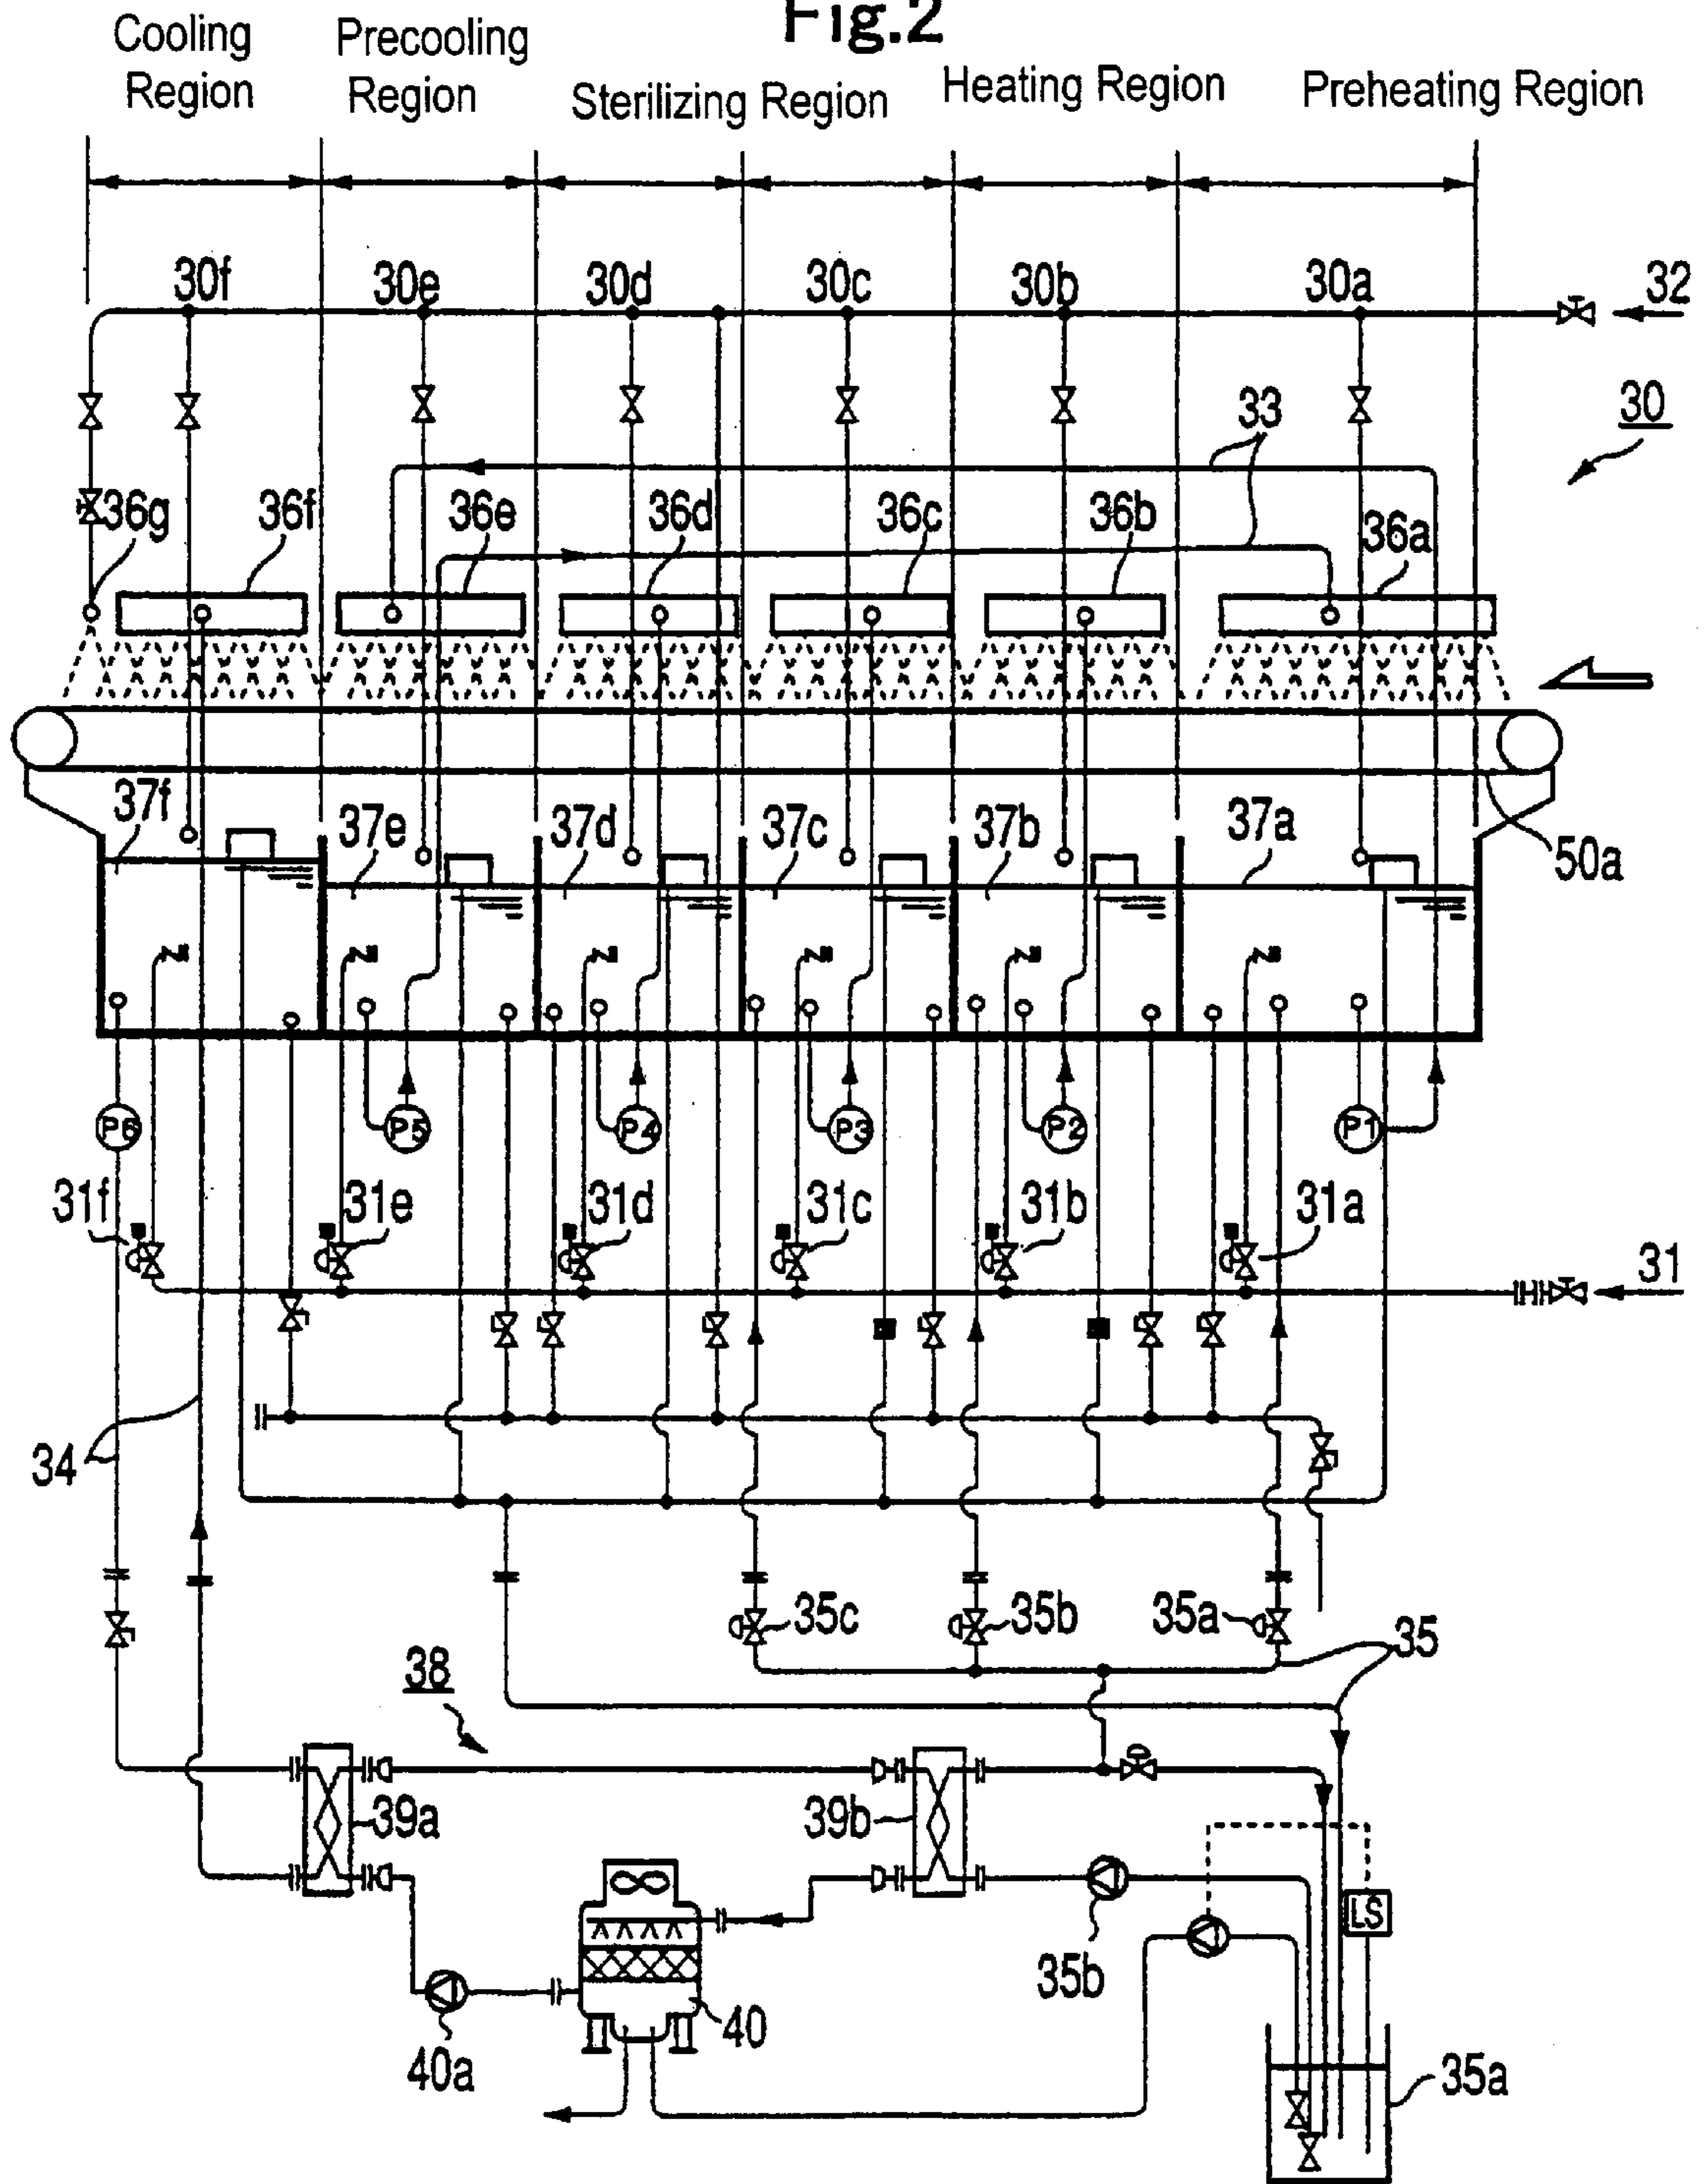 Fig.2
Cooling Region
Precooling Region
Sterilizing Region
Heating Region
Preheating Region
30f
30e
30d
30c
30b
30a
32
30
33
36g
36f
36e
36d
36c
36b
36a
37f
37e
37d
37c
37b
37a
50a
P6
P5
P4
P3
P2
P1
31f
31e
31d
31c
31b
31a
31
34
35c
35b
35a
35
38
39a
39b
LS
35b
40
40a
35a